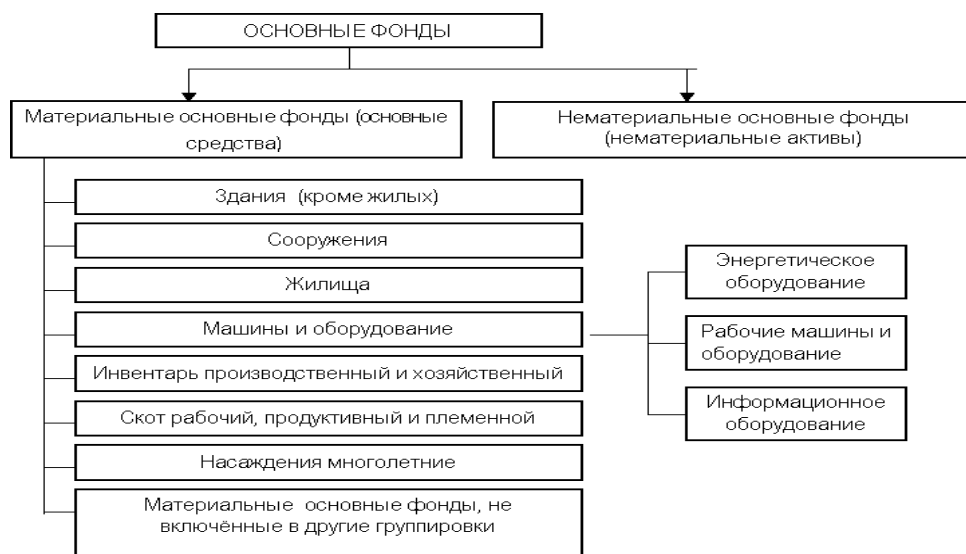 ОСНОВНЫЕ ФОНДЫ
Материальные основные фонды (основные
средства)
Нематериальные основные фонды
(нематериальные активы)
Здания (кроме жилых)
Сооружения
Жилища
Машины и оборудование
Инвентарь производственный и хозяйственный
Скот рабочий, продуктивный и племенной
Насаждения многолетние
Материальные основные фонды, не
включённые в другие группировки
Энергетическое
оборудование
Рабочие машины и
оборудование
Информационное
оборудование